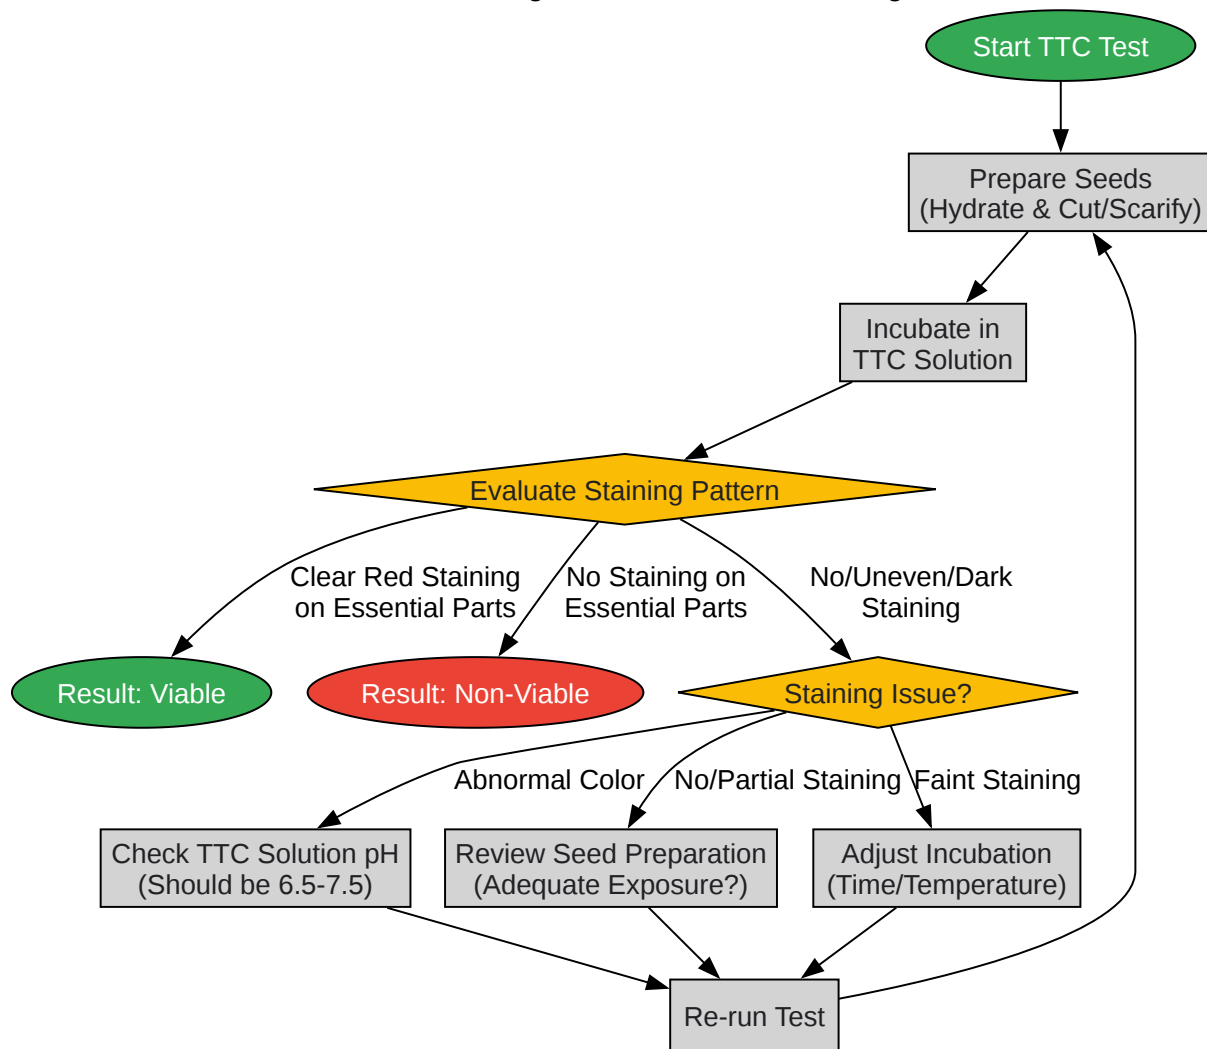 Start TTC Test
Prepare Seeds
(Hydrate & Cut/Scarify)
Incubate in
TTC Solution
Evaluate Staining Pattern
Clear Red Staining
on Essential Parts
No Staining on
Essential Parts
No/Uneven/Dark
Staining
Result: Viable
Result: Non-Viable
Staining Issue?
Abnormal Color
No/Partial Staining
Faint Staining
Check TTC Solution pH
(Should be 6.5-7.5)
Review Seed Preparation
(Adequate Exposure?)
Adjust Incubation
(Time/Temperature)
Re-run Test